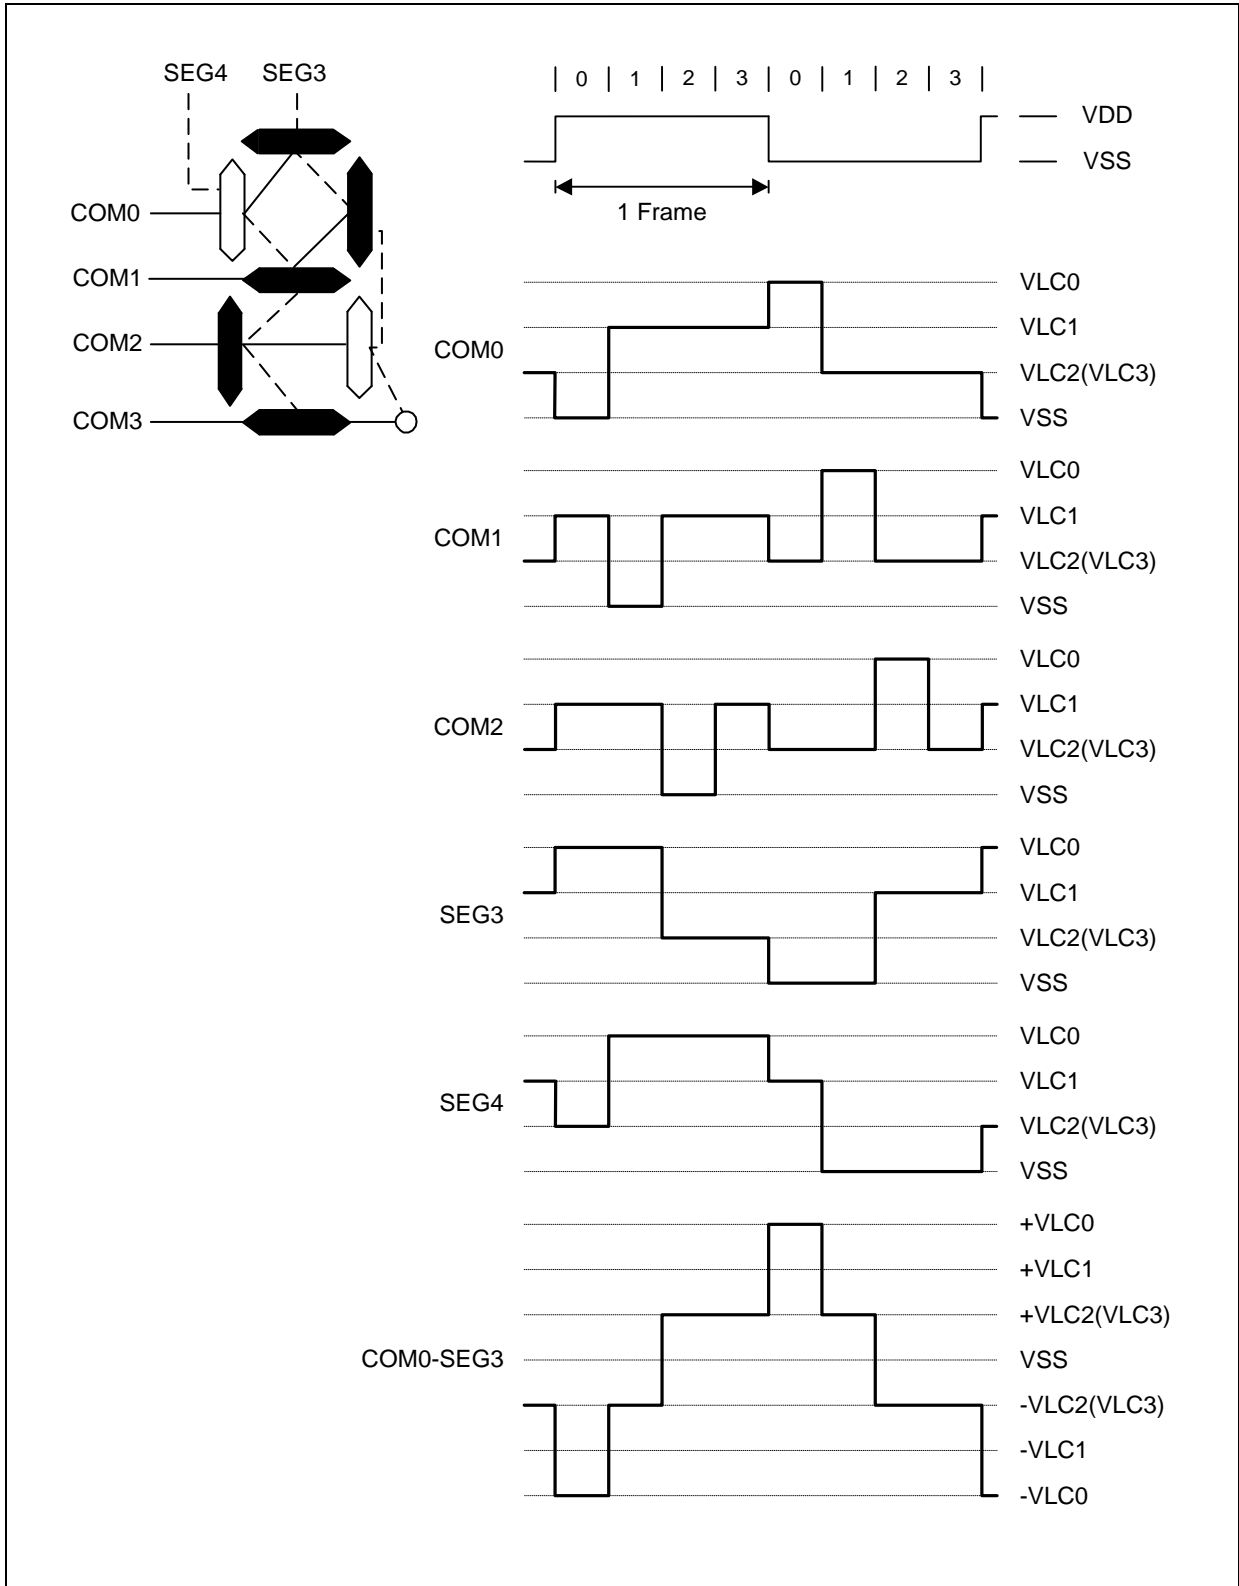 SEG4 SEG3
0 1 2 3 0 1 2 3
VDD
VSS
1 Frame
COM0
COM1
COM2
COM3
COM0
VLC0
VLC1
VLC2(VLC3)
VSS
COM1
VLC0
VLC1
VLC2(VLC3)
VSS
COM2
VLC0
VLC1
VLC2(VLC3)
VSS
SEG3
VLC0
VLC1
VLC2(VLC3)
VSS
SEG4
VLC0
VLC1
VLC2(VLC3)
VSS
COM0-SEG3
+VLC0
+VLC1
+VLC2(VLC3)
VSS
-VLC2(VLC3)
-VLC1
-VLC0